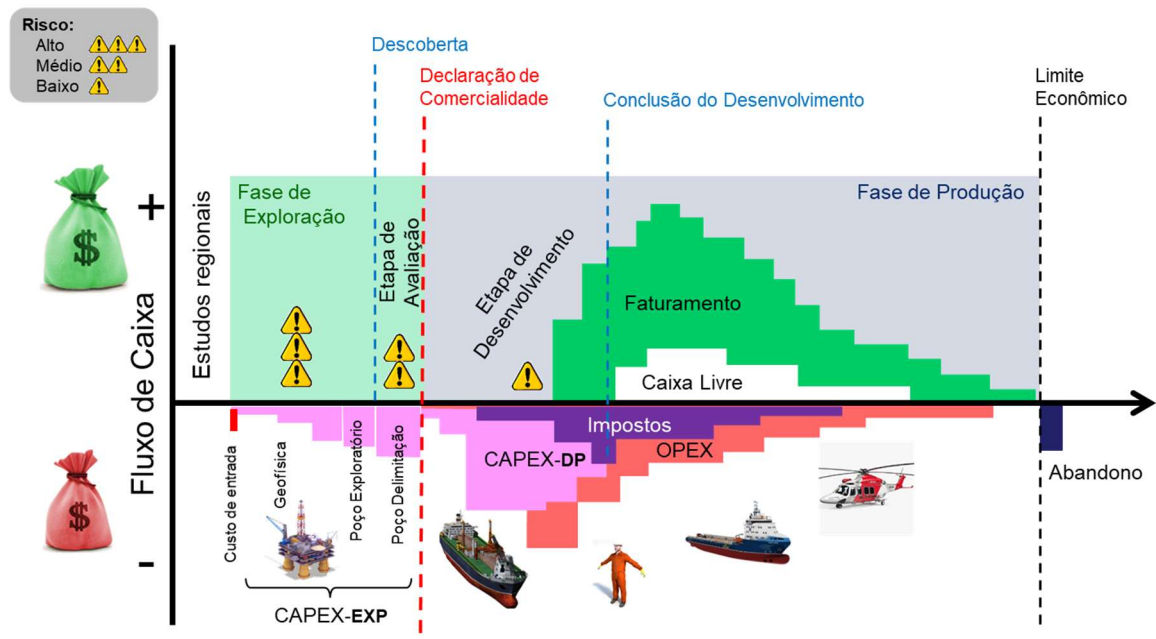 Risco:
Alto
Médio
Baixo
Descoberta
Declaração de
Comercialidade
Conclusão do Desenvolvimento
Limite
Econômico
Fase de
Exploração
Fase de Produção
+
Fluxo de Caixa
-
Estudos regionais
Etapa de
Avaliação
Etapa de
Desenvolvimento
Faturamento
Caixa Livre
Impostos
CAPEX-DP
OPEX
Abandono
Custo de entrada
Geofísica
Poço Exploratório
Poço Delimitação
CAPEX-EXP
$
$